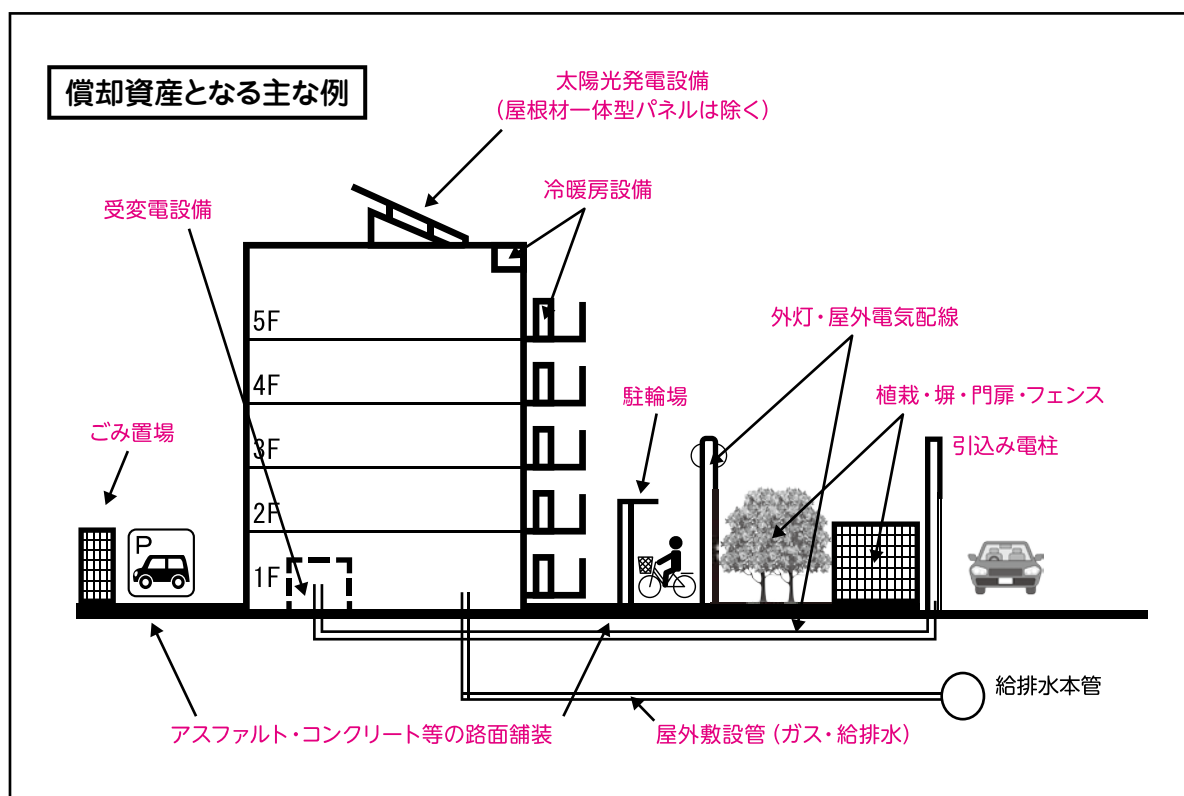 償却資産となる主な例
太陽光発電設備
（屋根材一体型パネルは除く）
冷暖房設備
受変電設備
5F
外灯・屋外電気配線
4F
駐輪場
植栽・塀・門扉・フェンス
ごみ置場
3F
引込み電柱
2F
P
1F
給排水本管
アスファルト・コンクリート等の路面舗装
屋外敷設管（ガス・給排水）